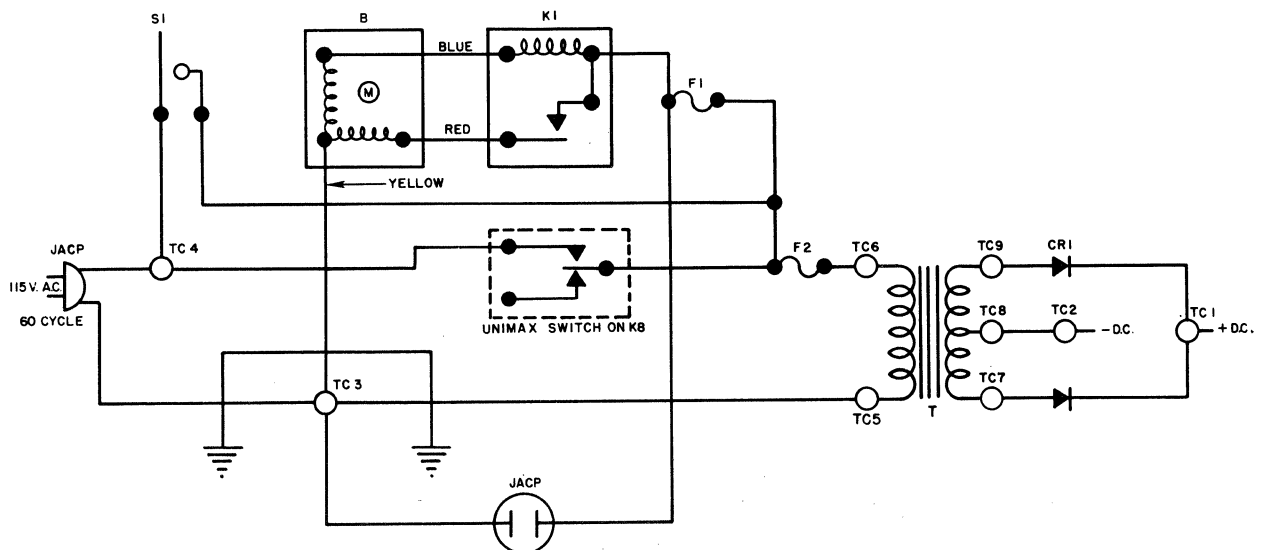 S1
B
K1
BLUE
F1
M
RED
YELLOW
JACP
TC 4
F2
TC6
TC9
CR1
115 V. A.C.
60 CYCLE
UNIMAX SWITCH ON K8
TC8
TC2
– D.C.
TC 1
+ D.C.
TC 3
TC7
TC5
T
JACP